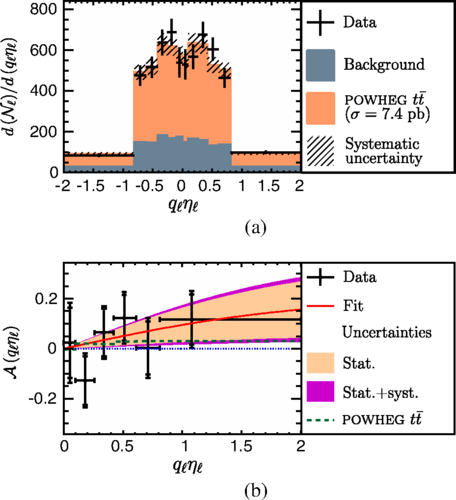 800
600
400
200
0
d⟨N_ℓ⟩/d(q_ℓη_ℓ)
-2 -1.5 -1 -0.5 0 0.5 1 1.5 2
q_ℓη_ℓ
Data
Background
POWHEG tt̄
(σ = 7.4 pb)
Systematic
uncertainty
(a)
0.2
0
-0.2
A(q_ℓη_ℓ)
0 0.5 1 1.5 2
q_ℓη_ℓ
Data
Fit
Uncertainties
Stat.
Stat.+syst.
POWHEG tt̄
(b)